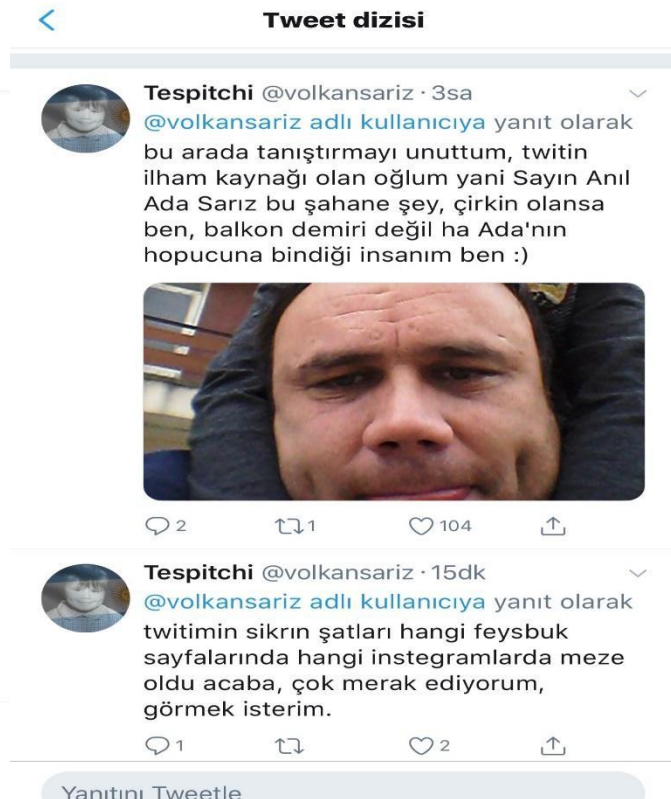 Tweet dizisi
Tespitchi @volkansariz · 3sa
@volkansariz adlı kullanıcıya yanıt olarak
bu arada tanıştırmayı unuttum, twitin
ilham kaynağı olan oğlum yani Sayın Anıl
Ada Sarız bu şahane şey, çirkin olansa
ben, balkon demiri değil ha Ada'nın
hopucuna bindiği insanım ben :)
2 1 104
Tespitchi @volkansariz · 15dk
@volkansariz adlı kullanıcıya yanıt olarak
twitimin sikrın şatları hangi feysbuk
sayfalarında hangi instegramlarda meze
oldu acaba, çok merak ediyorum,
görmek isterim.
1 2
Yanıtını Tweetle